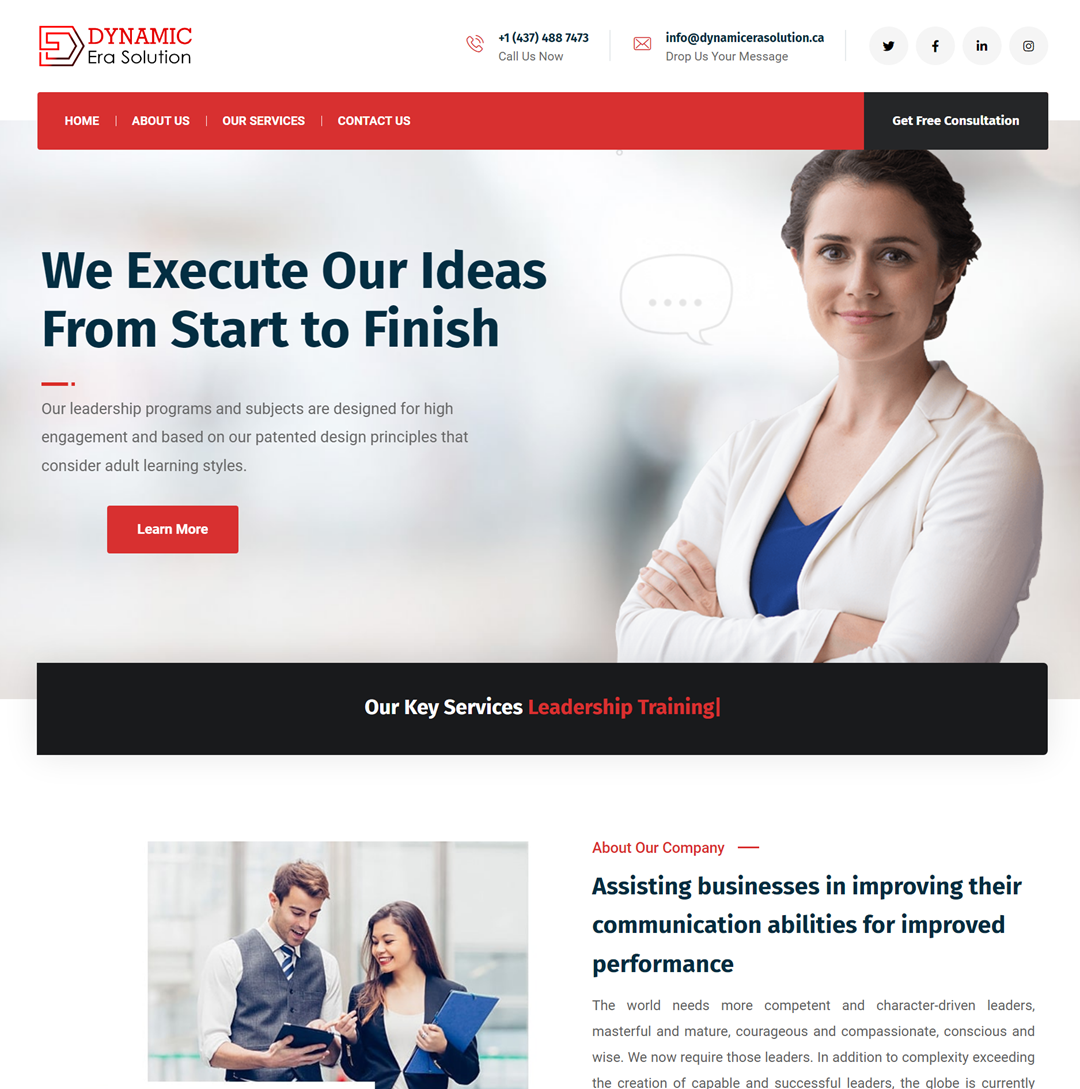 DYNAMIC
Era Solution
+1 (437) 488 7473
Call Us Now
info@dynamicerasolution.ca
Drop Us Your Message
HOME
ABOUT US
OUR SERVICES
CONTACT US
Get Free Consultation
We Execute Our Ideas
From Start to Finish
Our leadership programs and subjects are designed for high
engagement and based on our patented design principles that
consider adult learning styles.
Learn More
Our Key Services Leadership Training|
About Our Company
Assisting businesses in improving their
communication abilities for improved
performance
The world needs more competent and character-driven leaders,
masterful and mature, courageous and compassionate, conscious and
wise. We now require those leaders. In addition to complexity exceeding
the creation of capable and successful leaders, the globe is currently